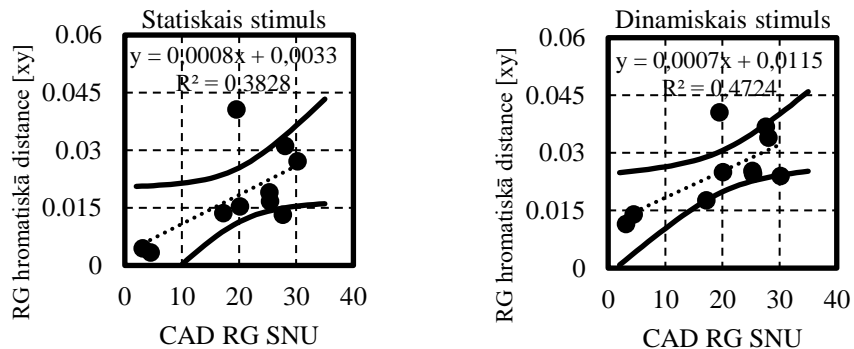 Statiskais stimuls
RG hromatiskā distance [xy]
0.06
0.045
0.03
0.015
0
y = 0,0008x + 0,0033
R² = 0,3828
0 10 20 30 40
CAD RG SNU
Dinamiskais stimuls
RG hromatiskā distance [xy]
0.06
0.045
0.03
0.015
0
y = 0,0007x + 0,0115
R² = 0,4724
0 10 20 30 40
CAD RG SNU